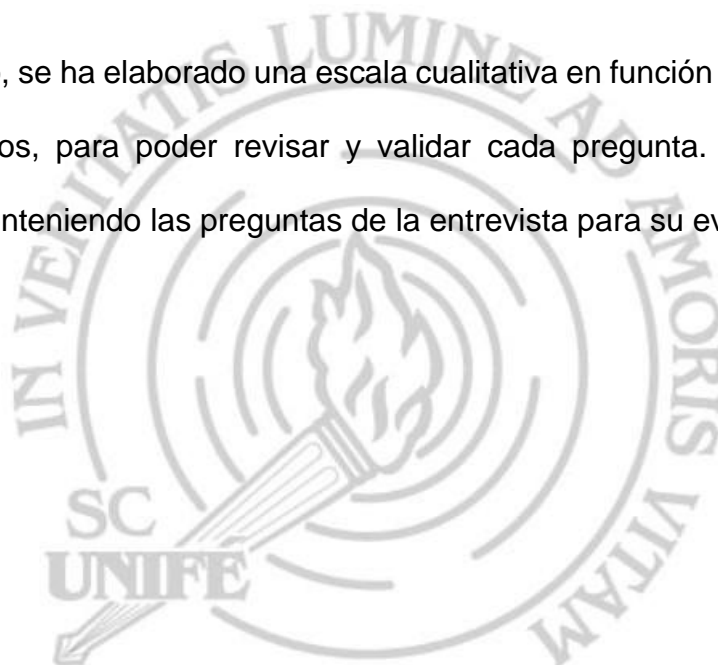 , se ha elaborado una escala cualitativa en función
os, para poder revisar y validar cada pregunta.
nteniendo las preguntas de la entrevista para su ev
IN VERITATIS LUMINE AD AMORIS VITAM
SC
UNIFE